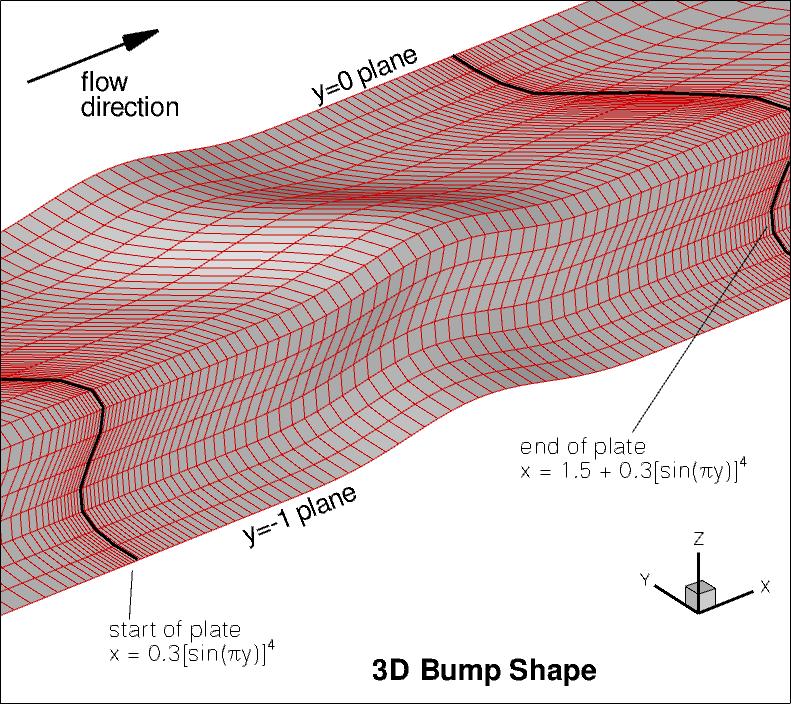 flow
direction
y=0 plane
end of plate
x = 1.5 + 0.3[sin(πy)]⁴
y=-1 plane
Z
Y
X
start of plate
x = 0.3[sin(πy)]⁴
3D Bump Shape